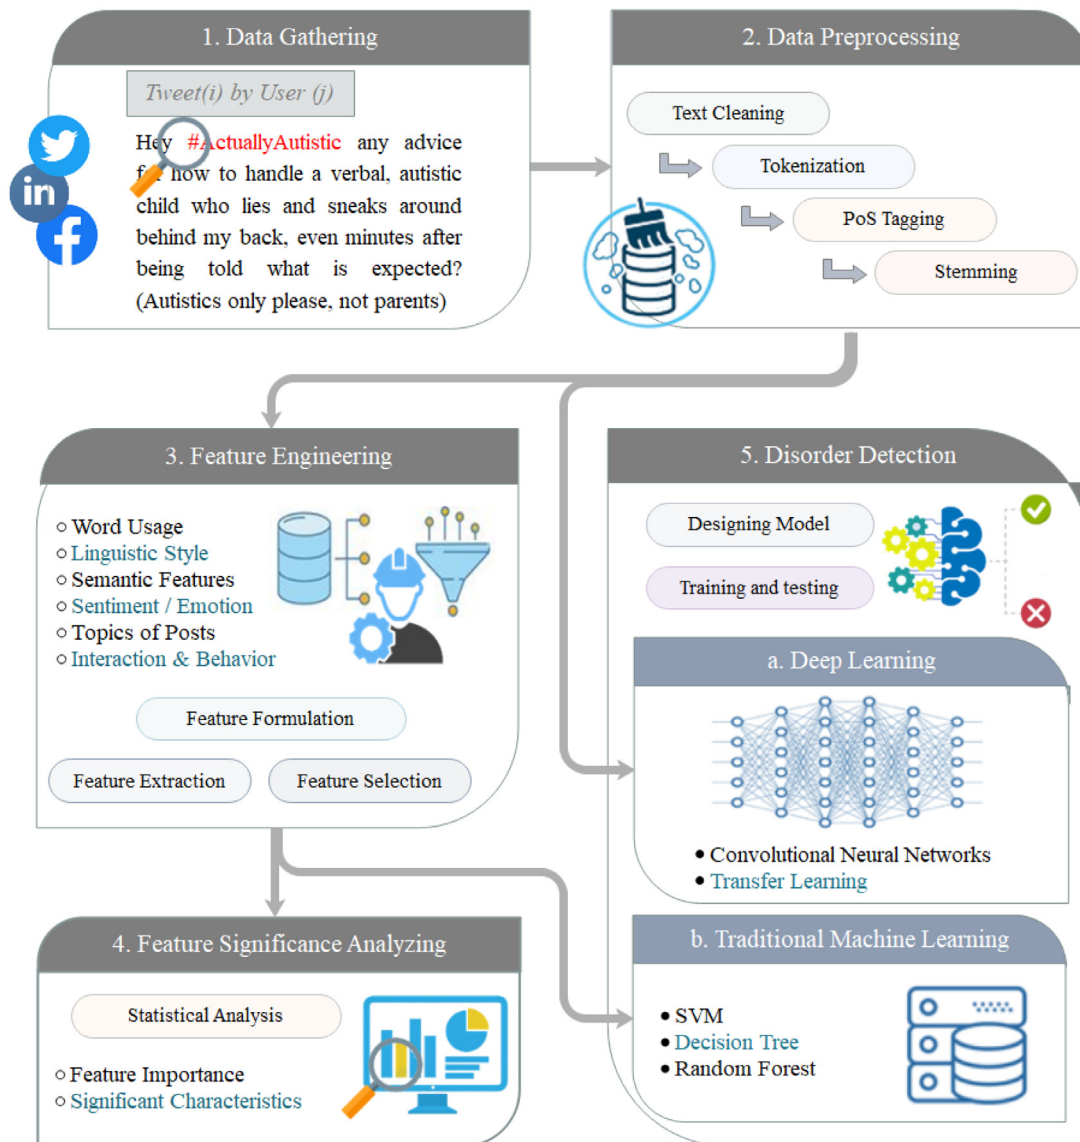 1. Data Gathering
Tweet(i) by User (j)
Hey #ActuallyAutistic any advice
for how to handle a verbal, autistic
child who lies and sneaks around
behind my back, even minutes after
being told what is expected?
(Autistics only please, not parents)
in
2. Data Preprocessing
Text Cleaning
Tokenization
PoS Tagging
Stemming
3. Feature Engineering
Word Usage
Linguistic Style
Semantic Features
Sentiment / Emotion
Topics of Posts
Interaction & Behavior
Feature Formulation
Feature Extraction
Feature Selection
4. Feature Significance Analyzing
Statistical Analysis
Feature Importance
Significant Characteristics
5. Disorder Detection
Designing Model
Training and testing
a. Deep Learning
Convolutional Neural Networks
Transfer Learning
b. Traditional Machine Learning
SVM
Decision Tree
Random Forest